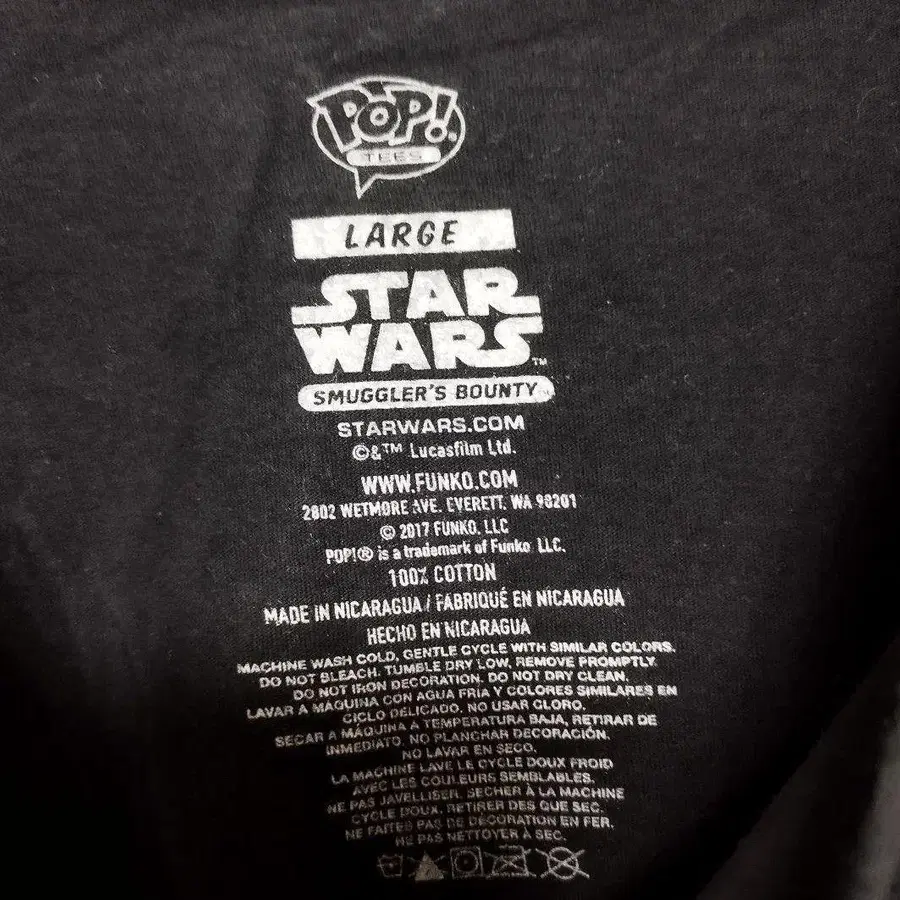 POP!
TEES
LARGE
STAR
WARS™
SMUGGLER'S BOUNTY
STARWARS.COM
©&™ Lucasfilm Ltd.
WWW.FUNKO.COM
2802 WETMORE AVE. EVERETT, WA 98201
© 2017 FUNKO, LLC
POP!® is a trademark of Funko, LLC.
100% COTTON
MADE IN NICARAGUA / FABRIQUÉ EN NICARAGUA
HECHO EN NICARAGUA
MACHINE WASH COLD, GENTLE CYCLE WITH SIMILAR COLORS.
DO NOT BLEACH. TUMBLE DRY LOW, REMOVE PROMPTLY.
DO NOT IRON DECORATION. DO NOT DRY CLEAN.
LAVAR A MÁQUINA CON AGUA FRIA Y COLORES SIMILARES EN
CICLO DELICADO. NO USAR CLORO.
SECAR A MÁQUINA A TEMPERATURA BAJA, RETIRAR DE
INMEDIATO. NO PLANCHAR DECORACIÓN.
NO LAVAR EN SECO.
LA MACHINE LAVE LE CYCLE DOUX FROID
AVEC LES COULEURS SEMBLABLES.
NE PAS JAVELLISER. SÉCHER À LA MACHINE
CYCLE DOUX. RETIRER DES QUE SEC.
NE FAITES PAS DE DÉCORATION EN FER.
NE PAS NETTOYER À SEC.